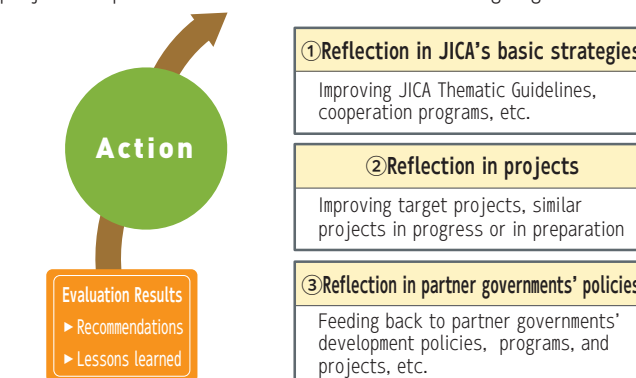 Action
Evaluation Results
▶ Recommendations
▶ Lessons learned
①Reflection in JICA's basic strategies
Improving JICA Thematic Guidelines,
cooperation programs, etc.
②Reflection in projects
Improving target projects, similar
projects in progress or in preparation
③Reflection in partner governments' policies
Feeding back to partner governments'
development policies, programs, and
projects, etc.